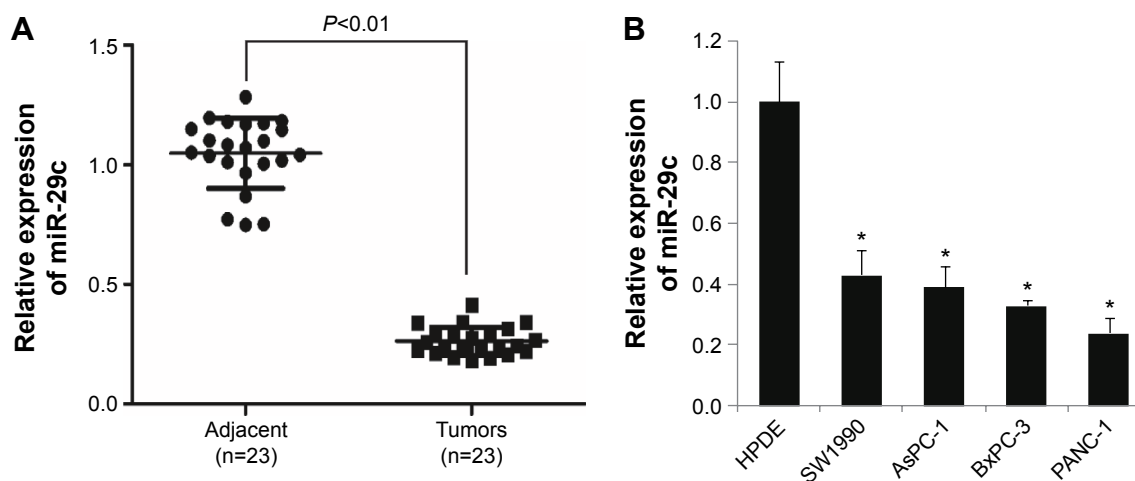 A
P<0.01
Relative expression
of miR-29c
1.5
1.0
0.5
0.0
Adjacent
(n=23)
Tumors
(n=23)
B
Relative expression
of miR-29c
1.2
1.0
0.8
0.6
0.4
0.2
0.0
*
*
*
*
HPDE
SW1990
AsPC-1
BxPC-3
PANC-1